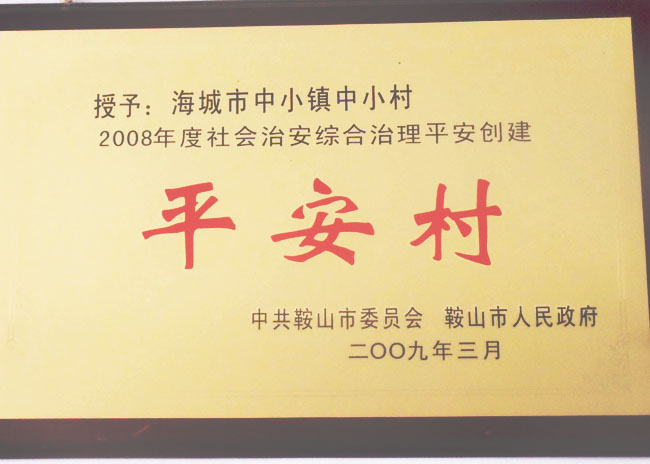 授予：海城市中小镇中小村
2008年度社会治安综合治理平安创建
平安村
中共鞍山市委员会 鞍山市人民政府
二〇〇九年三月